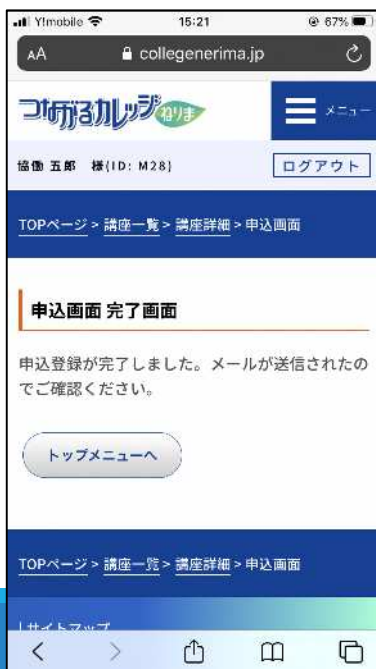 Y!mobile 15:21 67%
AA collegenerima.jp
つながるカレッジねりま メニュー
協働 五郎 様(ID: M28) ログアウト
TOPページ > 講座一覧 > 講座詳細 > 申込画面
申込画面 完了画面
申込登録が完了しました。メールが送信されたの
でご確認ください。
トップメニューへ
TOPページ > 講座一覧 > 講座詳細 > 申込画面
| サイトマップ